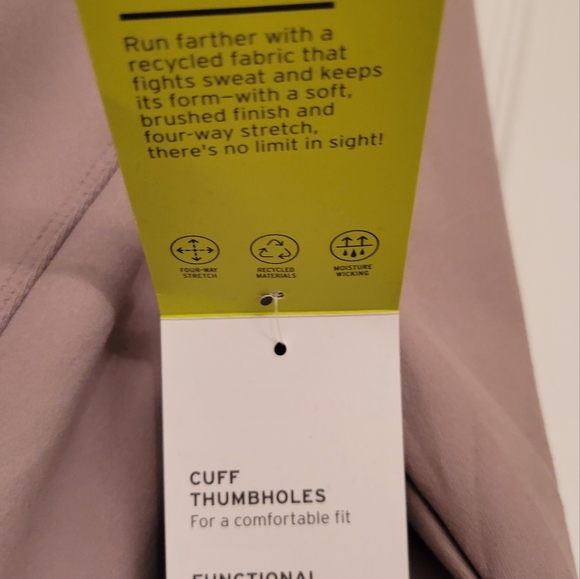 Run farther with a
recycled fabric that
fights sweat and keeps
its form—with a soft,
brushed finish and
four-way stretch,
there's no limit in sight!
FOUR-WAY
STRETCH
RECYCLED
MATERIALS
MOISTURE
WICKING
CUFF
THUMBHOLES
For a comfortable fit
FUNCTIONAL